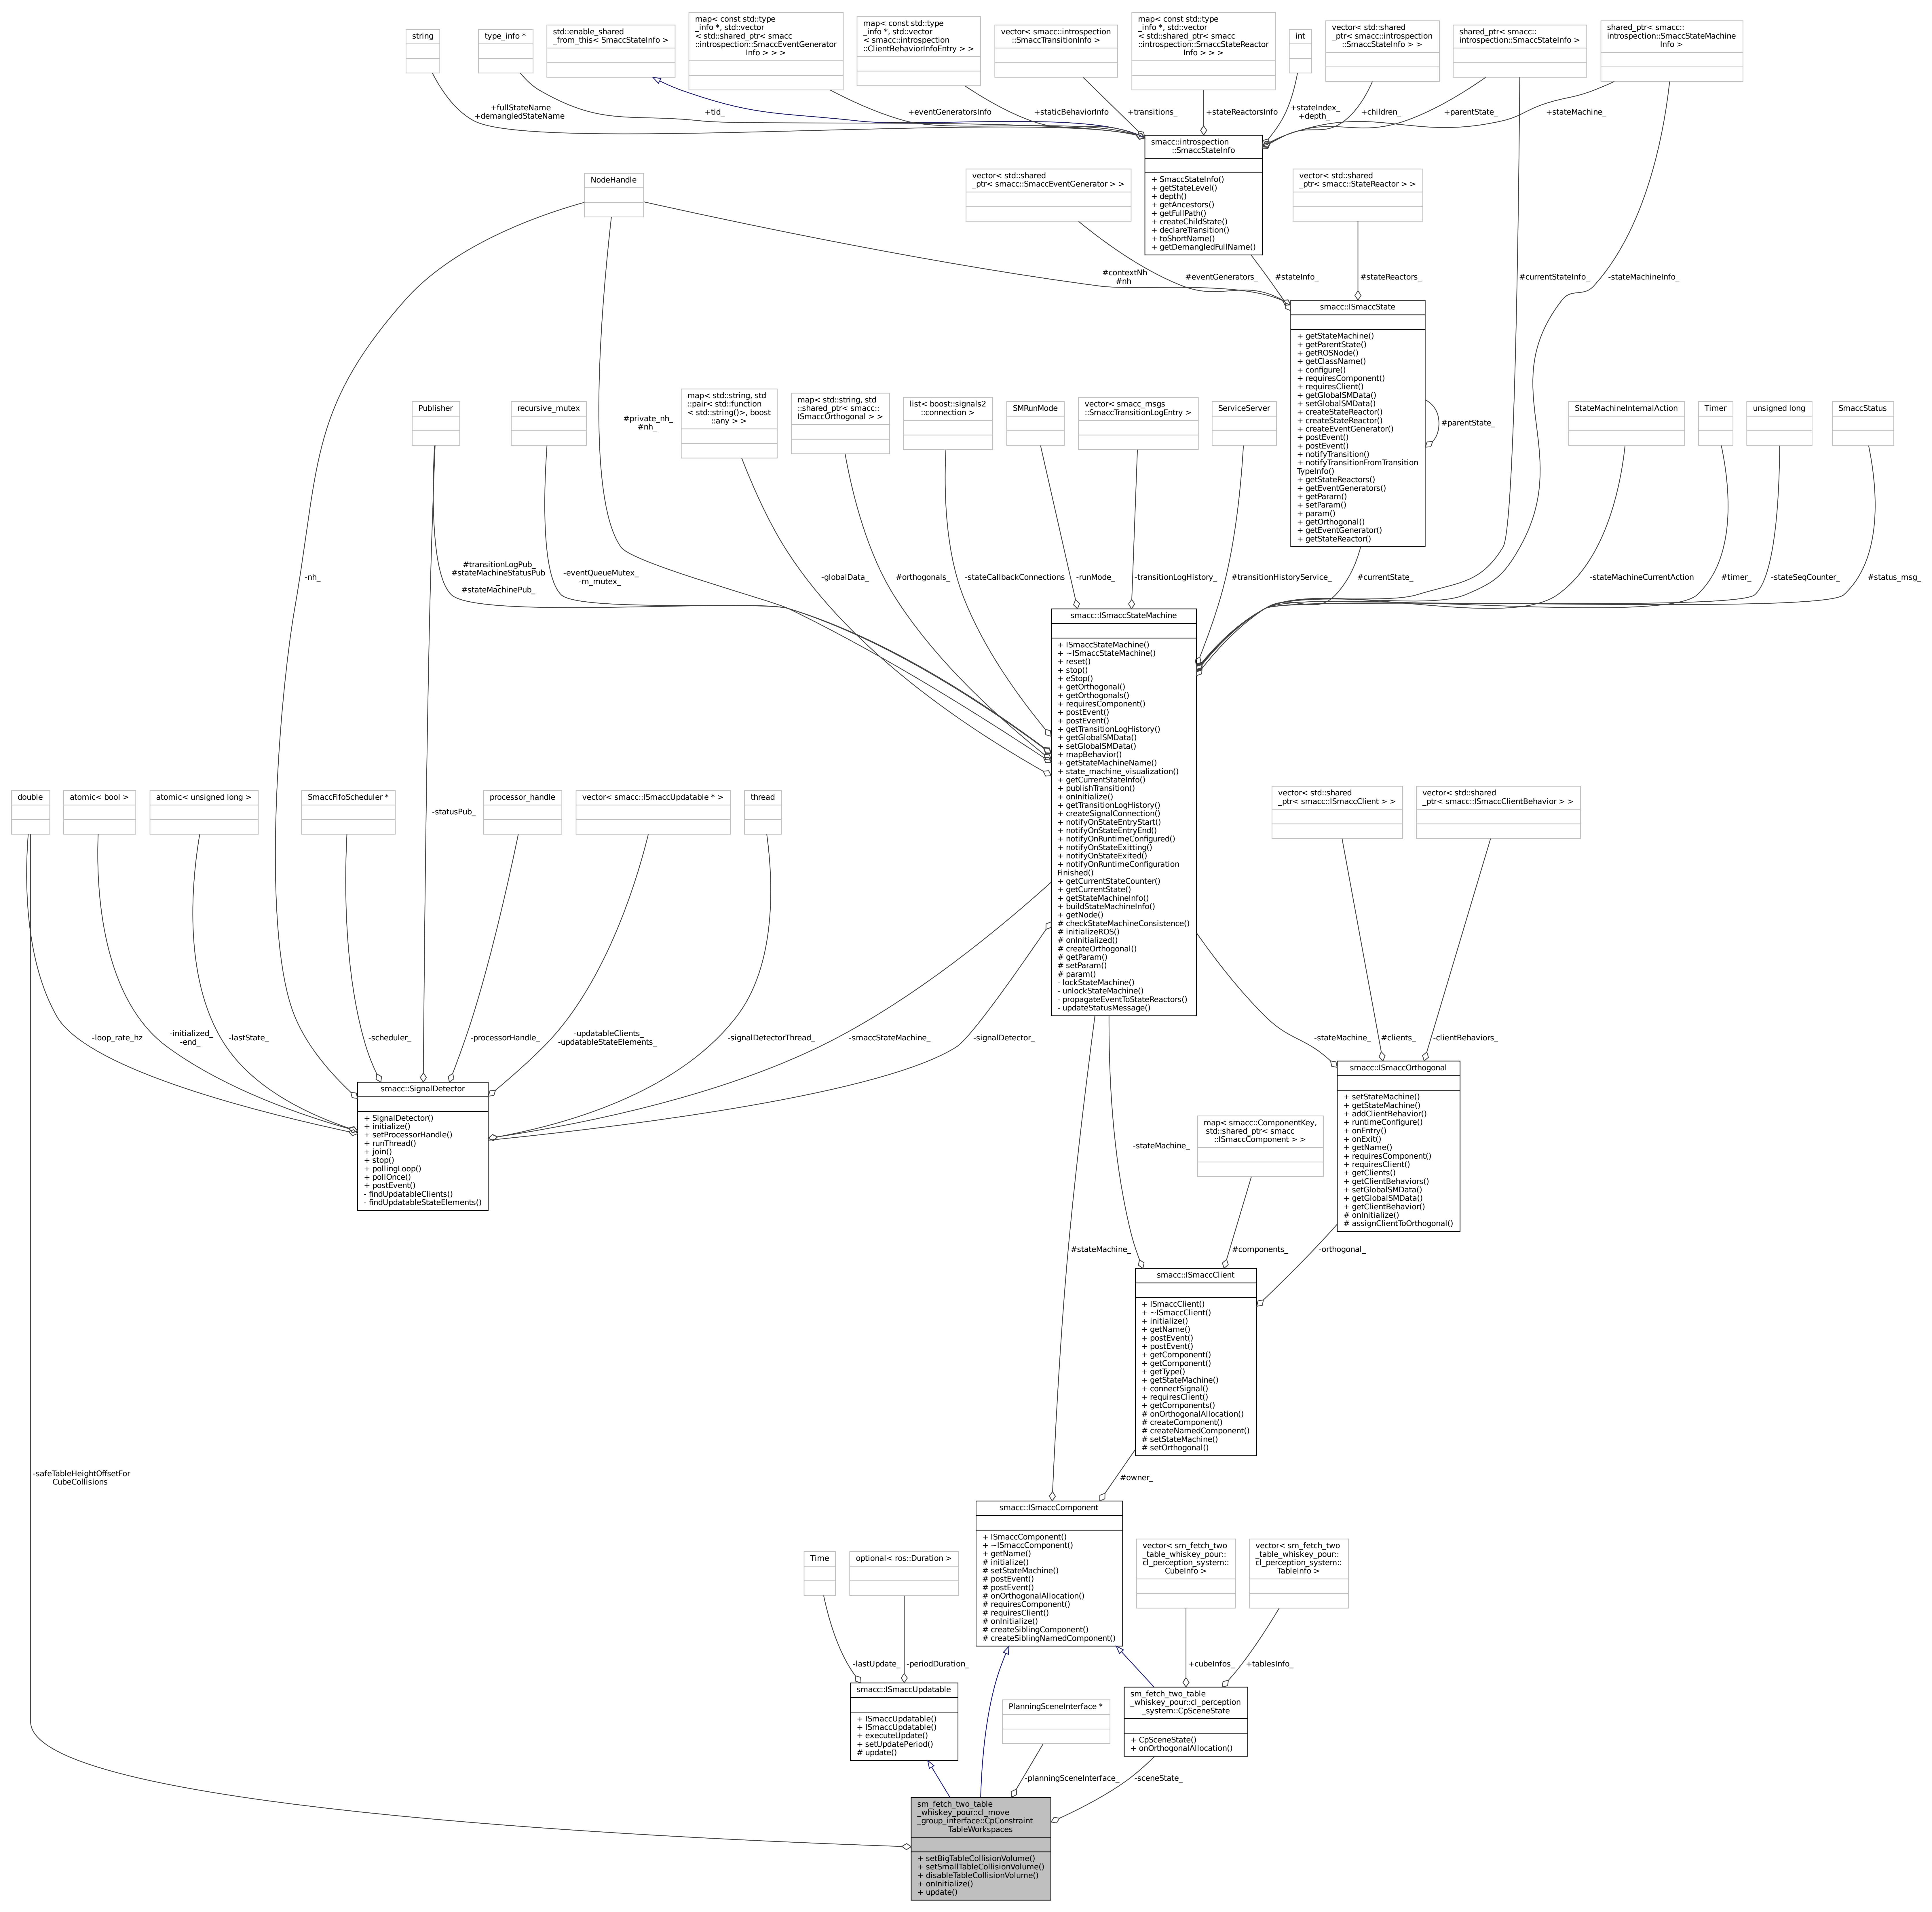 string
type_info *
std::enable_shared
_from_this< SmaccStateInfo >
map< const std::type
_info *, std::vector
< std::shared_ptr< smacc
::introspection::SmaccEventGenerator
Info > > >
map< const std::type
_info *, std::vector
< smacc::introspection
::ClientBehaviorInfoEntry > >
vector< smacc::introspection
::SmaccTransitionInfo >
map< const std::type
_info *, std::vector
< std::shared_ptr< smacc
::introspection::SmaccStateReactor
Info > > >
int
vector< std::shared
_ptr< smacc::introspection
::SmaccStateInfo > >
shared_ptr< smacc::
introspection::SmaccStateInfo >
shared_ptr< smacc::
introspection::SmaccStateMachine
Info >
+fullStateName
+demangledStateName
+tid_
+eventGeneratorsInfo
+staticBehaviorInfo
+transitions_
+stateReactorsInfo
+stateIndex_
+depth_
+children_
+parentState_
+stateMachine_
smacc::introspection
::SmaccStateInfo
+ SmaccStateInfo()
+ getStateLevel()
+ depth()
+ getAncestors()
+ getFullPath()
+ createChildState()
+ declareTransition()
+ toShortName()
+ getDemangledFullName()
NodeHandle
vector< std::shared
_ptr< smacc::SmaccEventGenerator > >
vector< std::shared
_ptr< smacc::StateReactor > >
#contextNh
#nh
#eventGenerators_
#stateInfo_
#stateReactors_
#currentStateInfo_
-stateMachineInfo_
smacc::ISmaccState
+ getStateMachine()
+ getParentState()
+ getROSNode()
+ getClassName()
+ configure()
+ requiresComponent()
+ requiresClient()
+ getGlobalSMData()
+ setGlobalSMData()
+ createStateReactor()
+ createStateReactor()
+ createEventGenerator()
+ postEvent()
+ postEvent()
+ notifyTransition()
+ notifyTransitionFromTransition
TypeInfo()
+ getStateReactors()
+ getEventGenerators()
+ getParam()
+ setParam()
+ param()
+ getOrthogonal()
+ getEventGenerator()
+ getStateReactor()
#parentState_
Publisher
recursive_mutex
#private_nh_
#nh_
map< std::string, std
::pair< std::function
< std::string()>, boost
::any > >
map< std::string, std
::shared_ptr< smacc::
ISmaccOrthogonal > >
list< boost::signals2
::connection >
SMRunMode
vector< smacc_msgs
::SmaccTransitionLogEntry >
ServiceServer
StateMachineInternalAction
Timer
unsigned long
SmaccStatus
-nh_
#transitionLogPub_
#stateMachineStatusPub
_
#stateMachinePub_
-eventQueueMutex_
-m_mutex_
-globalData_
#orthogonals_
-stateCallbackConnections
-runMode_
-transitionLogHistory_
#transitionHistoryService_
#currentState_
-stateMachineCurrentAction
#timer_
-stateSeqCounter_
#status_msg_
smacc::ISmaccStateMachine
+ ISmaccStateMachine()
+ ~ISmaccStateMachine()
+ reset()
+ stop()
+ eStop()
+ getOrthogonal()
+ getOrthogonals()
+ requiresComponent()
+ postEvent()
+ postEvent()
+ getTransitionLogHistory()
+ getGlobalSMData()
+ setGlobalSMData()
+ mapBehavior()
+ getStateMachineName()
+ state_machine_visualization()
+ getCurrentStateInfo()
+ publishTransition()
+ onInitialize()
+ getTransitionLogHistory()
+ createSignalConnection()
+ notifyOnStateEntryStart()
+ notifyOnStateEntryEnd()
+ notifyOnRuntimeConfigured()
+ notifyOnStateExitting()
+ notifyOnStateExited()
+ notifyOnRuntimeConfiguration
Finished()
+ getCurrentStateCounter()
+ getCurrentState()
+ getStateMachineInfo()
+ buildStateMachineInfo()
+ getNode()
# checkStateMachineConsistence()
# initializeROS()
# onInitialized()
# createOrthogonal()
# getParam()
# setParam()
# param()
- lockStateMachine()
- unlockStateMachine()
- propagateEventToStateReactors()
- updateStatusMessage()
double
atomic< bool >
atomic< unsigned long >
SmaccFifoScheduler *
-statusPub_
processor_handle
vector< smacc::ISmaccUpdatable * >
thread
vector< std::shared
_ptr< smacc::ISmaccClient > >
vector< std::shared
_ptr< smacc::ISmaccClientBehavior > >
-loop_rate_hz
-initialized_
-end_
-lastState_
-scheduler_
-processorHandle_
-updatableClients_
-updatableStateElements_
-signalDetectorThread_
-smaccStateMachine_
-signalDetector_
-stateMachine_
#clients_
-clientBehaviors_
smacc::SignalDetector
+ SignalDetector()
+ initialize()
+ setProcessorHandle()
+ runThread()
+ join()
+ stop()
+ pollingLoop()
+ pollOnce()
+ postEvent()
- findUpdatableClients()
- findUpdatableStateElements()
smacc::ISmaccOrthogonal
+ setStateMachine()
+ getStateMachine()
+ addClientBehavior()
+ runtimeConfigure()
+ onEntry()
+ onExit()
+ getName()
+ requiresComponent()
+ requiresClient()
+ getClients()
+ getClientBehaviors()
+ setGlobalSMData()
+ getGlobalSMData()
+ getClientBehavior()
# onInitialize()
# assignClientToOrthogonal()
-stateMachine_
map< smacc::ComponentKey,
std::shared_ptr< smacc
::ISmaccComponent > >
#stateMachine_
#components_
-orthogonal_
smacc::ISmaccClient
+ ISmaccClient()
+ ~ISmaccClient()
+ initialize()
+ getName()
+ postEvent()
+ postEvent()
+ getComponent()
+ getComponent()
+ getType()
+ getStateMachine()
+ connectSignal()
+ requiresClient()
+ getComponents()
# onOrthogonalAllocation()
# createComponent()
# createNamedComponent()
# setStateMachine()
# setOrthogonal()
-safeTableHeightOffsetFor
CubeCollisions
#owner_
smacc::ISmaccComponent
+ ISmaccComponent()
+ ~ISmaccComponent()
+ getName()
# initialize()
# setStateMachine()
# postEvent()
# postEvent()
# onOrthogonalAllocation()
# requiresComponent()
# requiresClient()
# onInitialize()
# createSiblingComponent()
# createSiblingNamedComponent()
Time
optional< ros::Duration >
vector< sm_fetch_two
_table_whiskey_pour::
cl_perception_system::
CubeInfo >
vector< sm_fetch_two
_table_whiskey_pour::
cl_perception_system::
TableInfo >
-lastUpdate_
-periodDuration_
+cubeInfos_
+tablesInfo_
smacc::ISmaccUpdatable
+ ISmaccUpdatable()
+ ISmaccUpdatable()
+ executeUpdate()
+ setUpdatePeriod()
# update()
PlanningSceneInterface *
sm_fetch_two_table
_whiskey_pour::cl_perception
_system::CpSceneState
+ CpSceneState()
+ onOrthogonalAllocation()
-planningSceneInterface_
-sceneState_
sm_fetch_two_table
_whiskey_pour::cl_move
_group_interface::CpConstraint
TableWorkspaces
+ setBigTableCollisionVolume()
+ setSmallTableCollisionVolume()
+ disableTableCollisionVolume()
+ onInitialize()
+ update()